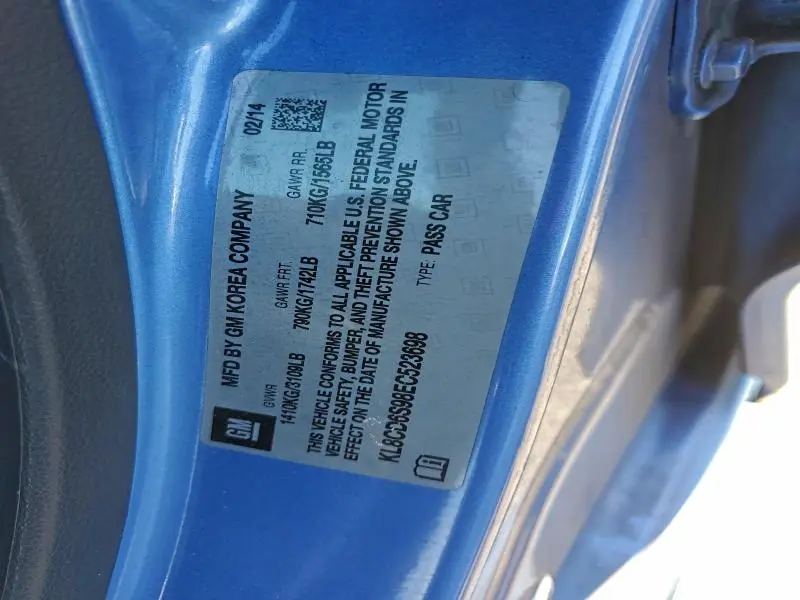 GM
MFD BY GM KOREA COMPANY 02/14
GVWR GAWR FRT. GAWR RR.
1410KG/3109LB 790KG/1742LB 710KG/1565LB
THIS VEHICLE CONFORMS TO ALL APPLICABLE U.S. FEDERAL MOTOR
VEHICLE SAFETY, BUMPER, AND THEFT PREVENTION STANDARDS IN
EFFECT ON THE DATE OF MANUFACTURE SHOWN ABOVE.
KL8CD6S98EC523698 TYPE: PASS CAR